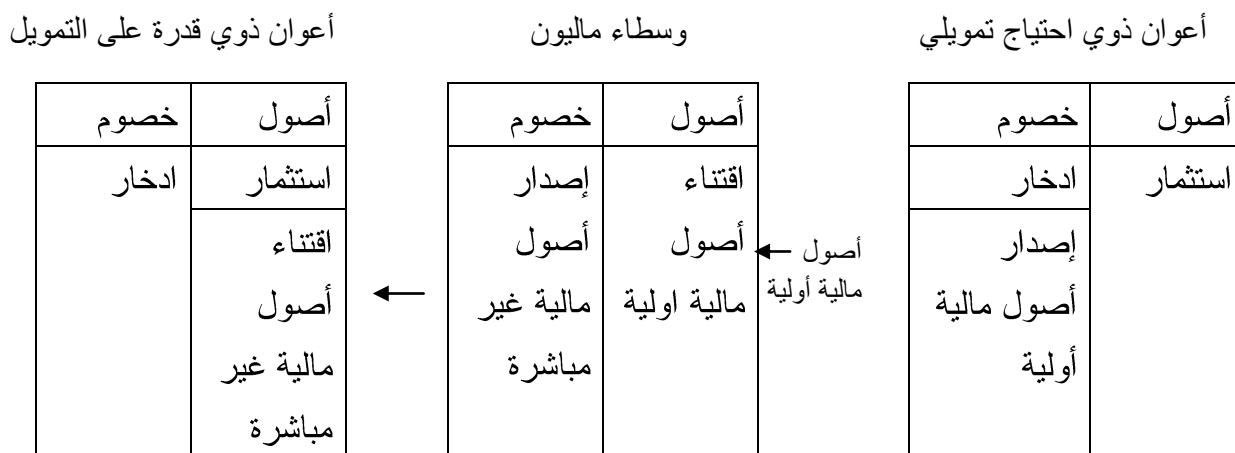 أعوان ذوي احتياج تمويلي
وسطاء ماليون
أعوان ذوي قدرة على التمويل
أصول
خصوم
استثمار
ادخار
إصدار
أصول مالية
أولية
أصول
مالية أولية
أصول
خصوم
اقتناء
أصول
مالية اولية
إصدار
أصول
مالية غير
مباشرة
أصول
خصوم
استثمار
ادخار
اقتناء
أصول
مالية غير
مباشرة